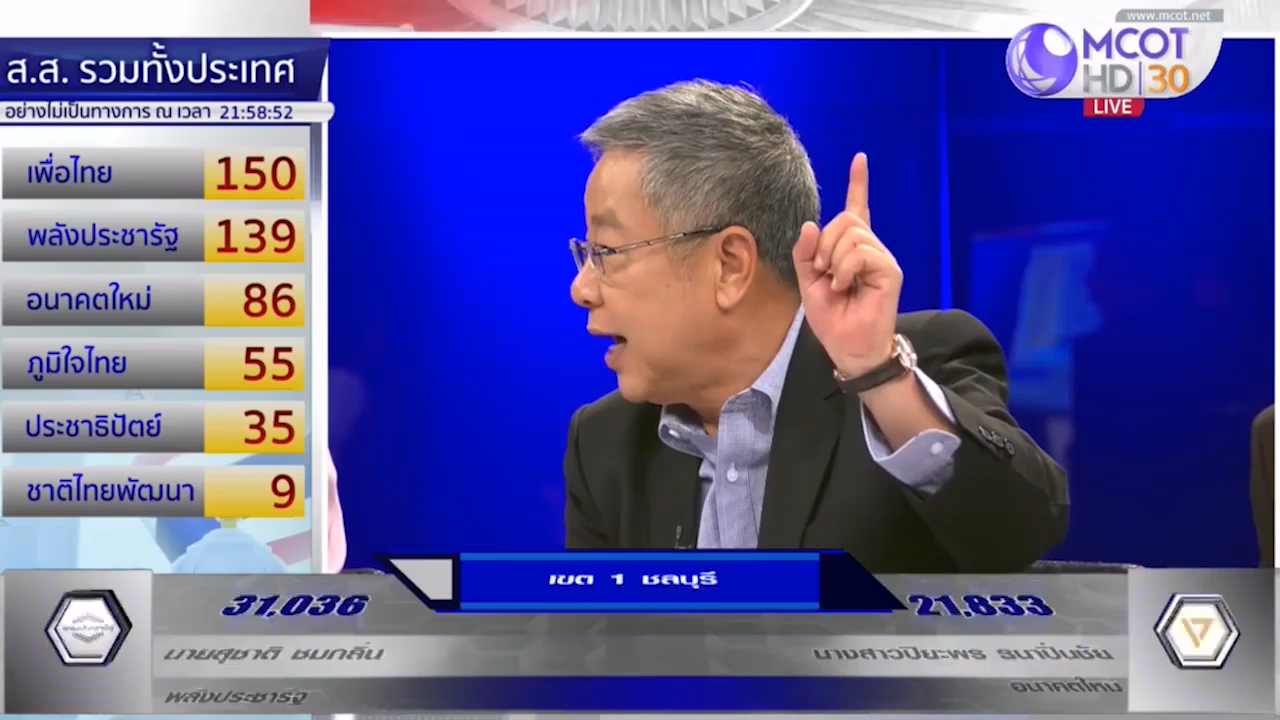 www.mcot.net
MCOT
HD 30
LIVE
ส.ส. รวมทั้งประเทศ
อย่างไม่เป็นทางการ ณ เวลา 21:58:52
เพื่อไทย 150
พลังประชารัฐ 139
อนาคตใหม่ 86
ภูมิใจไทย 55
ประชาธิปัตย์ 35
ชาติไทยพัฒนา 9
เขต 1 ชลบุรี
31,036
21,833
นายสุชาติ ชมกลิ่น
นางสาวปิยะพร ธนาปิ่นชัย
พลังประชารัฐ
อนาคตใหม่